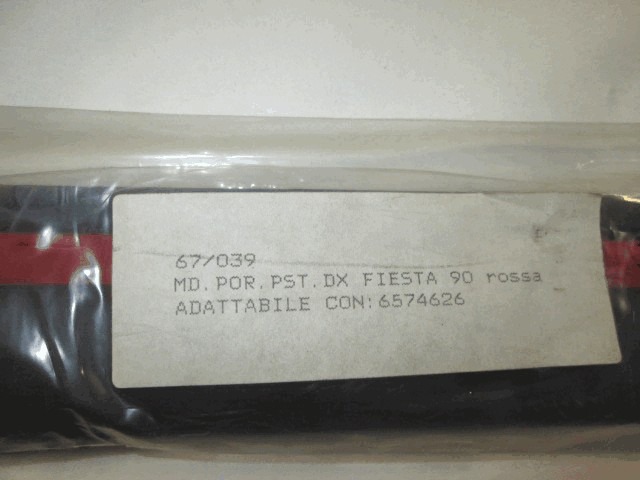 67/039
MD.POR.PST.DX FIESTA 90 rossa
ADATTABILE CON:6574626